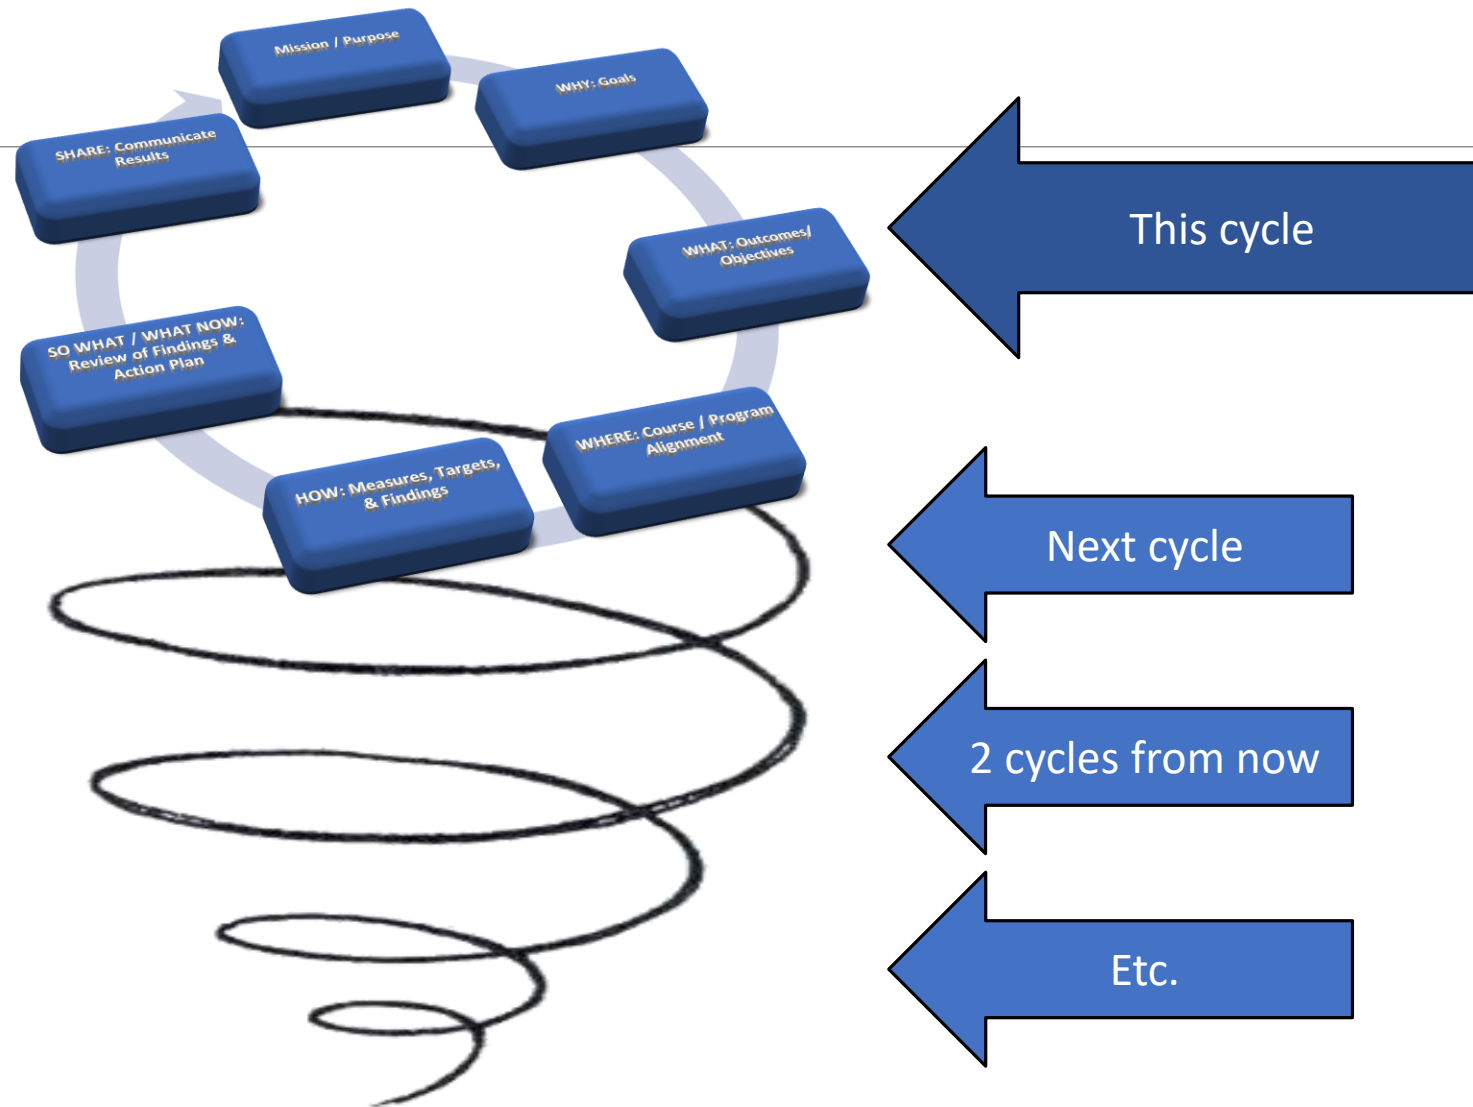 Mission / Purpose
WHY: Goals
WHAT: Outcomes/
Objectives
WHERE: Course / Program
Alignment
HOW: Measures, Targets,
& Findings
SO WHAT / WHAT NOW:
Review of Findings &
Action Plan
SHARE: Communicate
Results
This cycle
Next cycle
2 cycles from now
Etc.